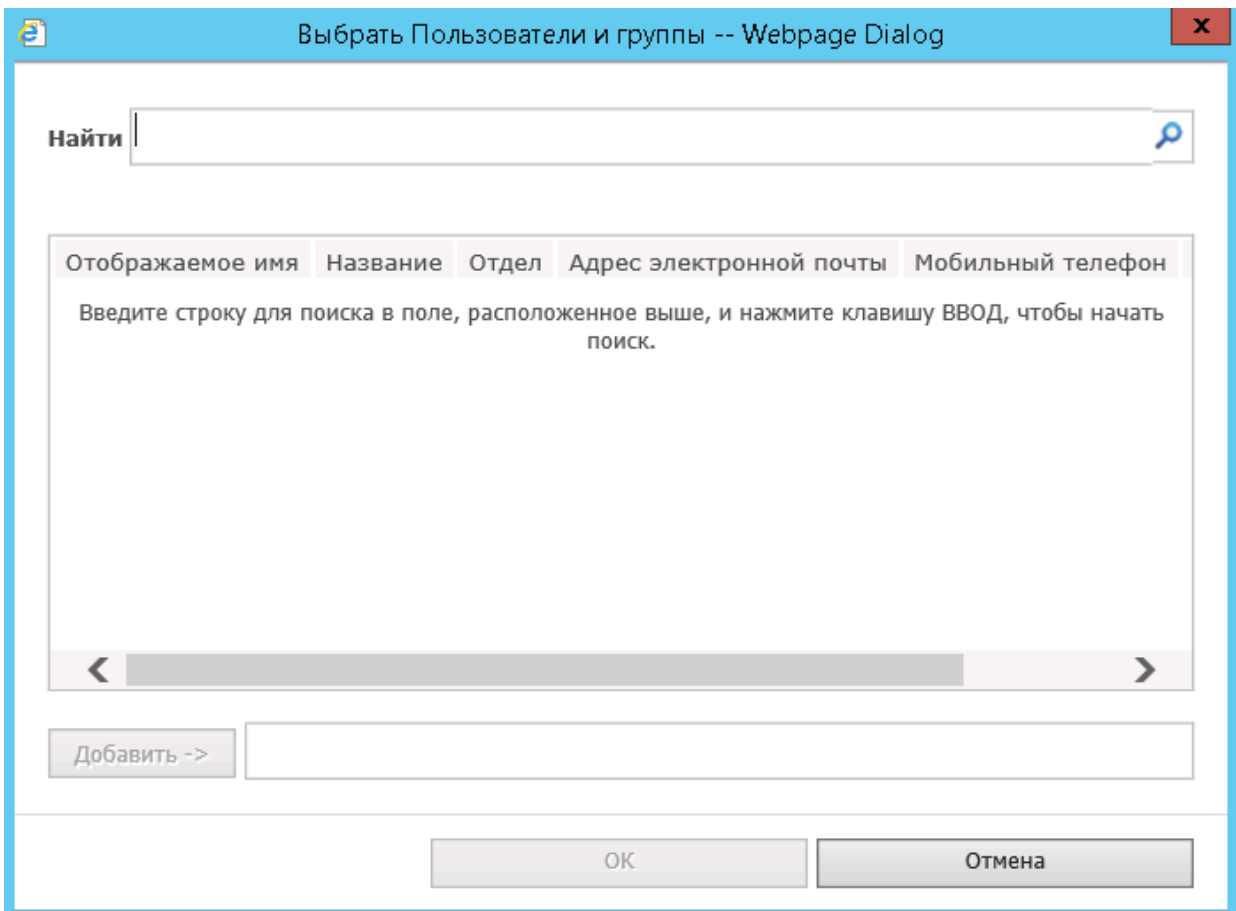 Выбрать Пользователи и группы -- Webpage Dialog
x
Найти
Отображаемое имя Название Отдел Адрес электронной почты Мобильный телефон
Введите строку для поиска в поле, расположенное выше, и нажмите клавишу ВВОД, чтобы начать
поиск.
Добавить ->
ОК Отмена